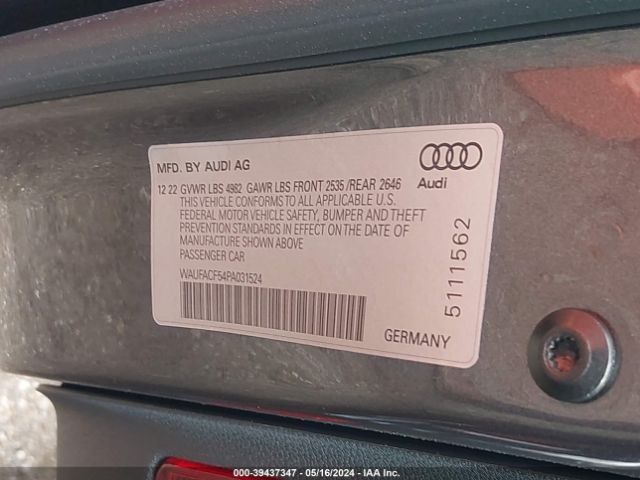 MFD. BY AUDI AG
Audi
12 22 GVWR LBS 4982 GAWR LBS FRONT 2535 /REAR 2646
THIS VEHICLE CONFORMS TO ALL APPLICABLE U.S.
FEDERAL MOTOR VEHICLE SAFETY, BUMPER AND THEFT
PREVENTION STANDARDS IN EFFECT ON THE DATE OF
MANUFACTURE SHOWN ABOVE
PASSENGER CAR
WAUFACF54PA031524
GERMANY
5111562
000-39437347 - 05/16/2024 - IAA Inc.